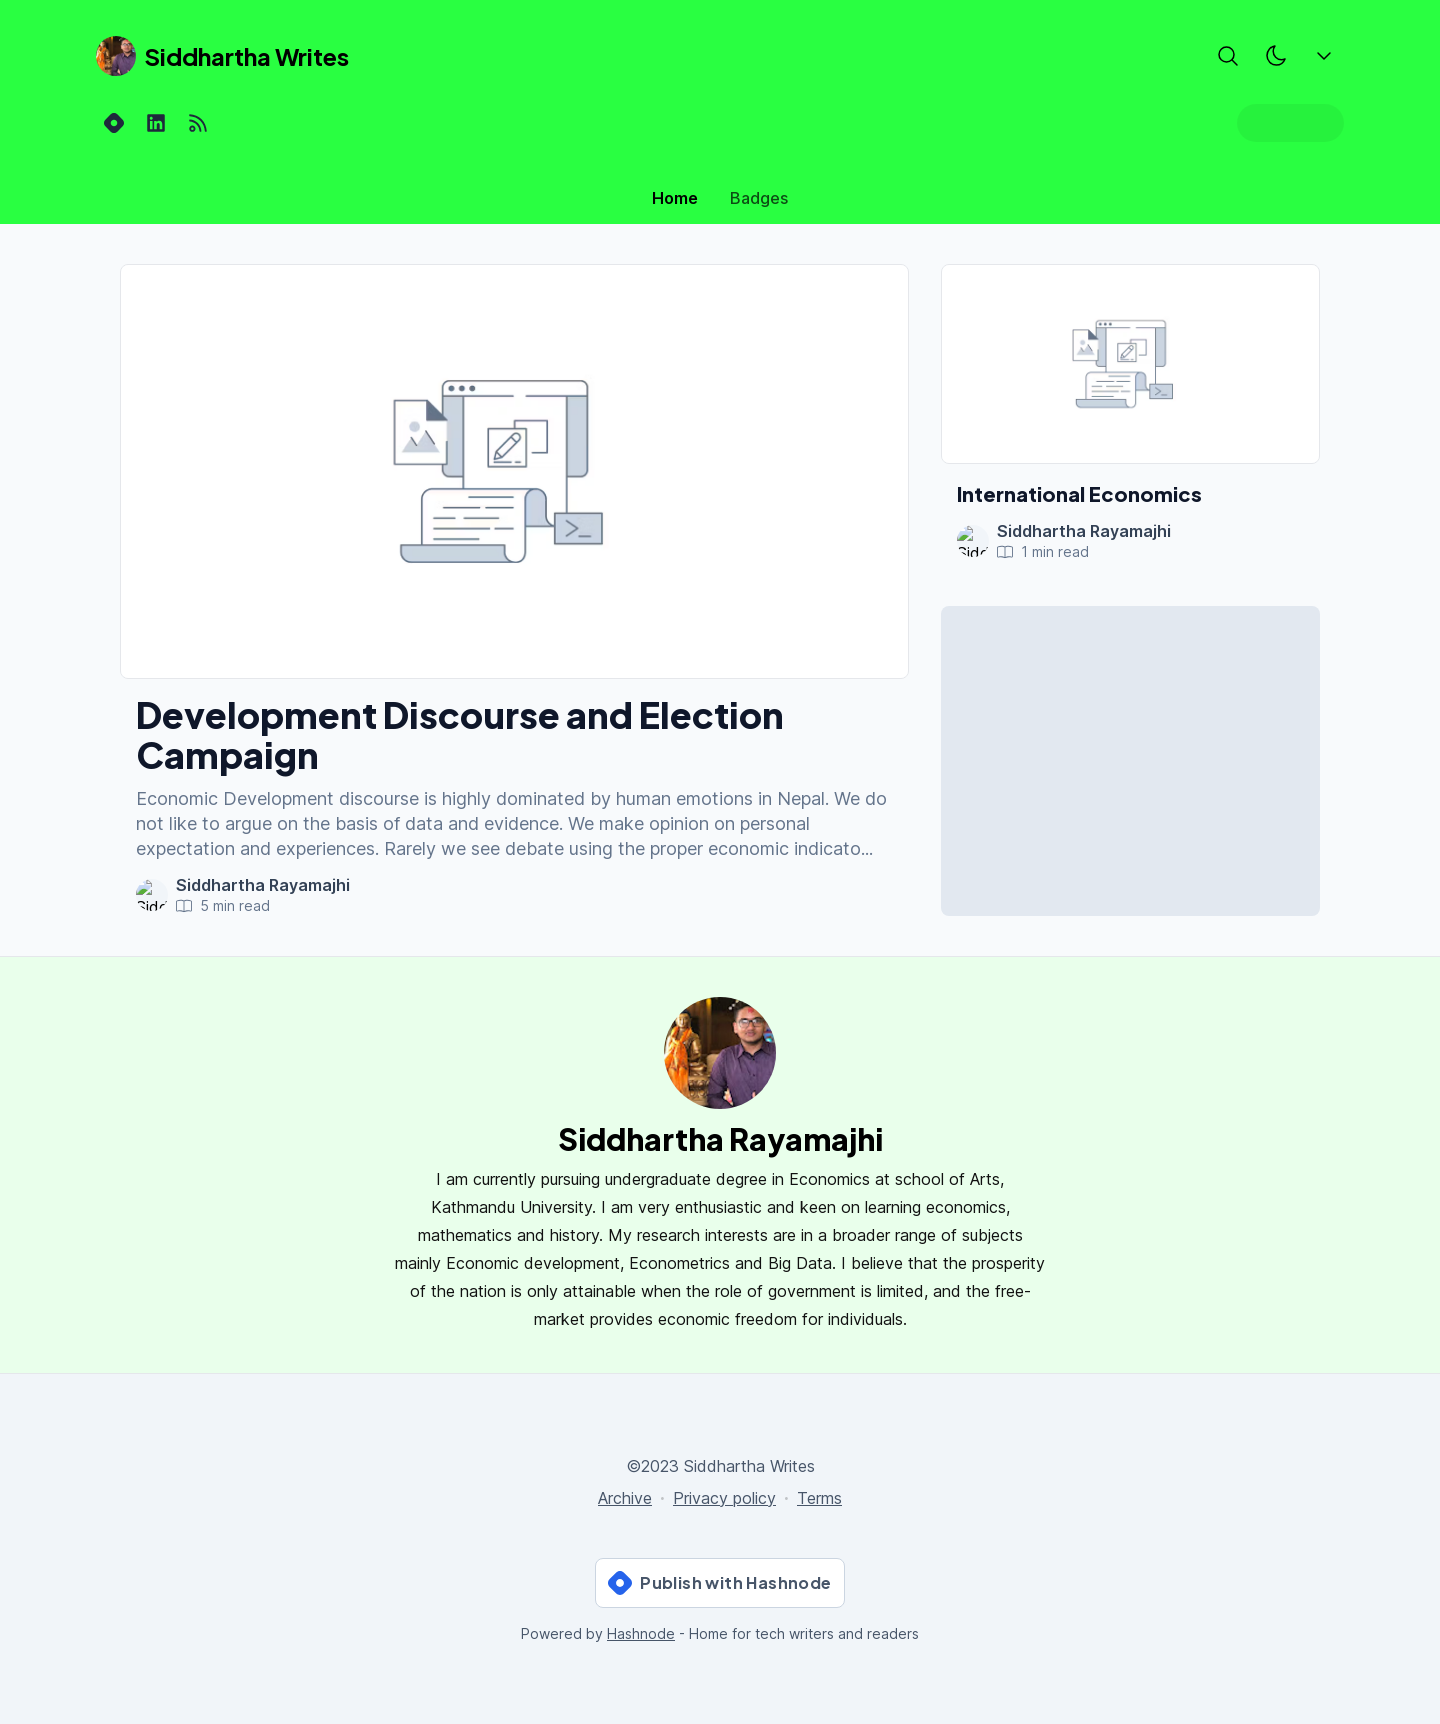 Siddhartha Writes
Home
Badges
Development Discourse and Election
Campaign
Economic Development discourse is highly dominated by human emotions in Nepal. We do
not like to argue on the basis of data and evidence. We make opinion on personal
expectation and experiences. Rarely we see debate using the proper economic indicato...
Sidd
Siddhartha Rayamajhi
5 min read
International Economics
Sidd
Siddhartha Rayamajhi
1 min read
Siddhartha Rayamajhi
I am currently pursuing undergraduate degree in Economics at school of Arts,
Kathmandu University. I am very enthusiastic and keen on learning economics,
mathematics and history. My research interests are in a broader range of subjects
mainly Economic development, Econometrics and Big Data. I believe that the prosperity
of the nation is only attainable when the role of government is limited, and the free-
market provides economic freedom for individuals.
©2023 Siddhartha Writes
Archive · Privacy policy · Terms
Publish with Hashnode
Powered by Hashnode - Home for tech writers and readers